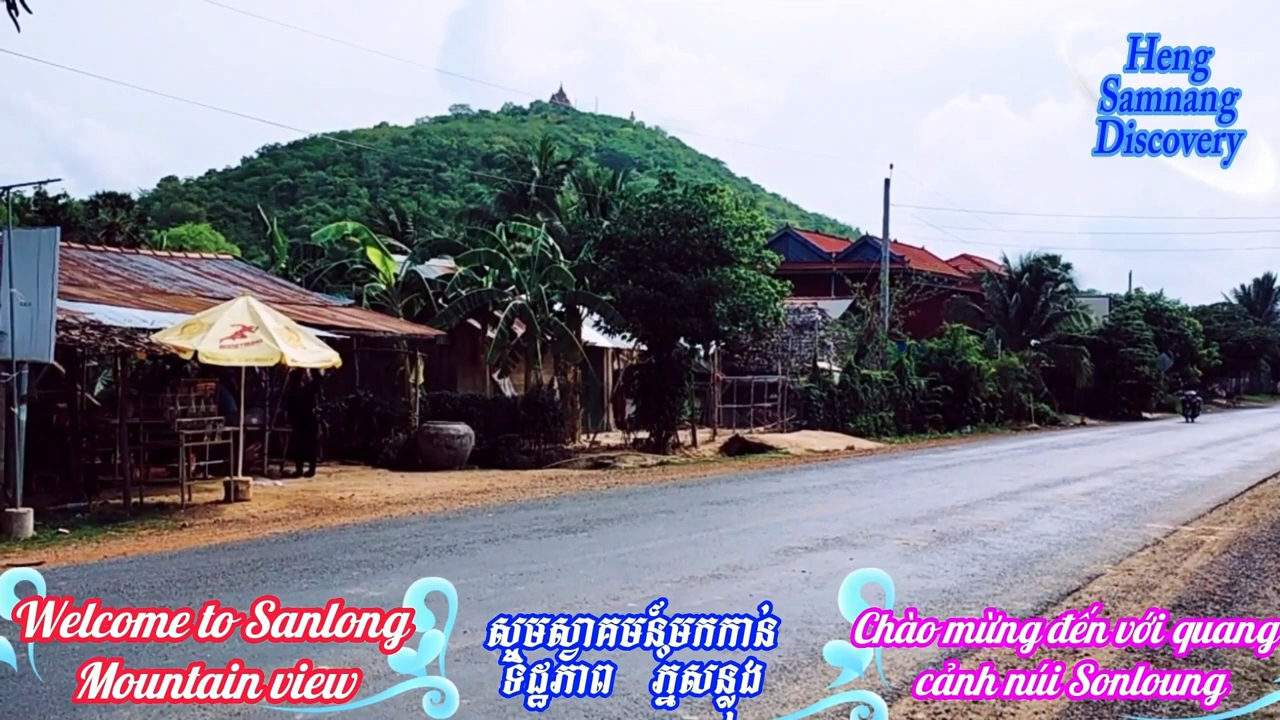 Heng
Samnang
Discovery
Welcome to Sanlong
Mountain view
សូមស្វាគមន៍មកកាន់
ទិដ្ឋភាព ភ្នំសន្លុង
Chào mừng đến với quang
cảnh núi Sonloung